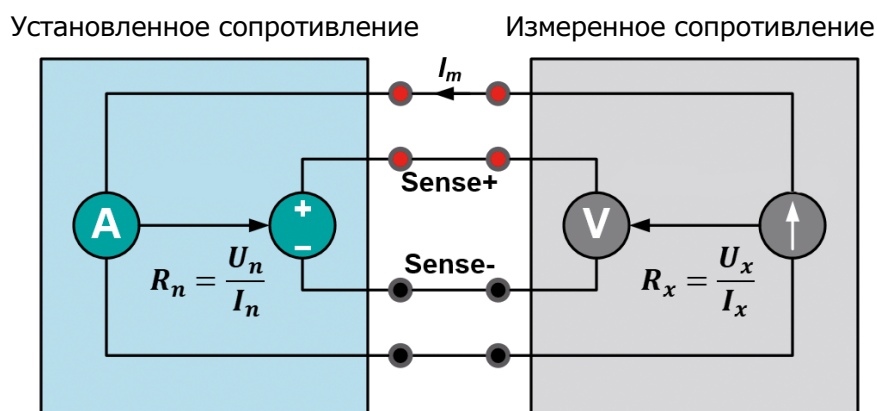 Установленное сопротивление
Измеренное сопротивление
Iₘ
Sense+
A
+
−
V
Sense-
Rₙ = Uₙ / Iₙ
Rₓ = Uₓ / Iₓ